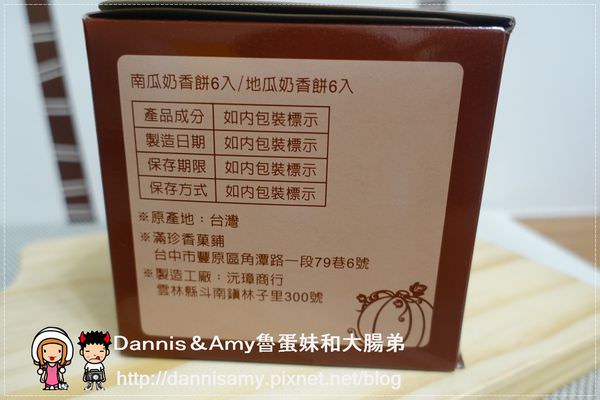 南瓜奶香餅6入/地瓜奶香餅6入
產品成分 如內包裝標示
製造日期 如內包裝標示
保存期限 如內包裝標示
保存方式 如內包裝標示
※原產地：台灣
※滿珍香菓鋪
台中市豐原區角潭路一段79巷6號
※製造工廠：沅璋商行
雲林縣斗南鎮林子里300號
Dannis＆Amy魯蛋妹和大腸弟
http://dannisamy.pixnet.net/blog